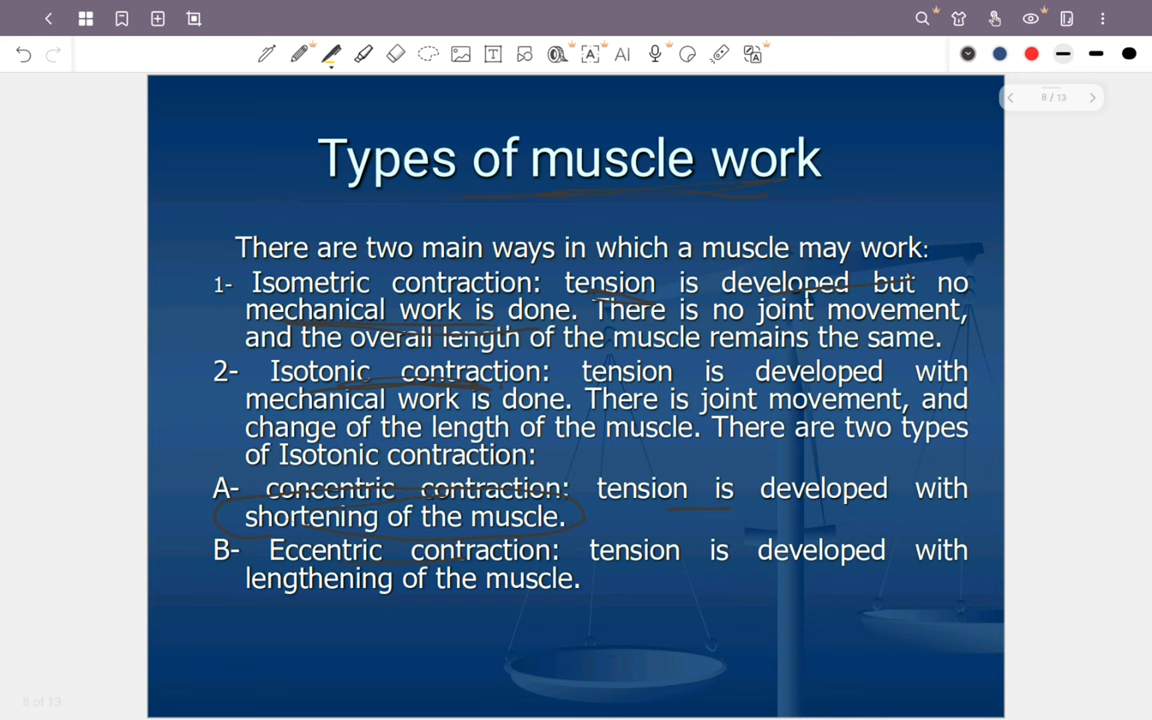 8/13
AI
Types of muscle work
There are two main ways in which a muscle may work:
1- Isometric contraction: tension is developed but no
mechanical work is done. There is no joint movement,
and the overall length of the muscle remains the same.
2- Isotonic contraction: tension is developed with
mechanical work is done. There is joint movement, and
change of the length of the muscle. There are two types
of Isotonic contraction:
A- concentric contraction: tension is developed with
shortening of the muscle.
B- Eccentric contraction: tension is developed with
lengthening of the muscle.
8 of 13